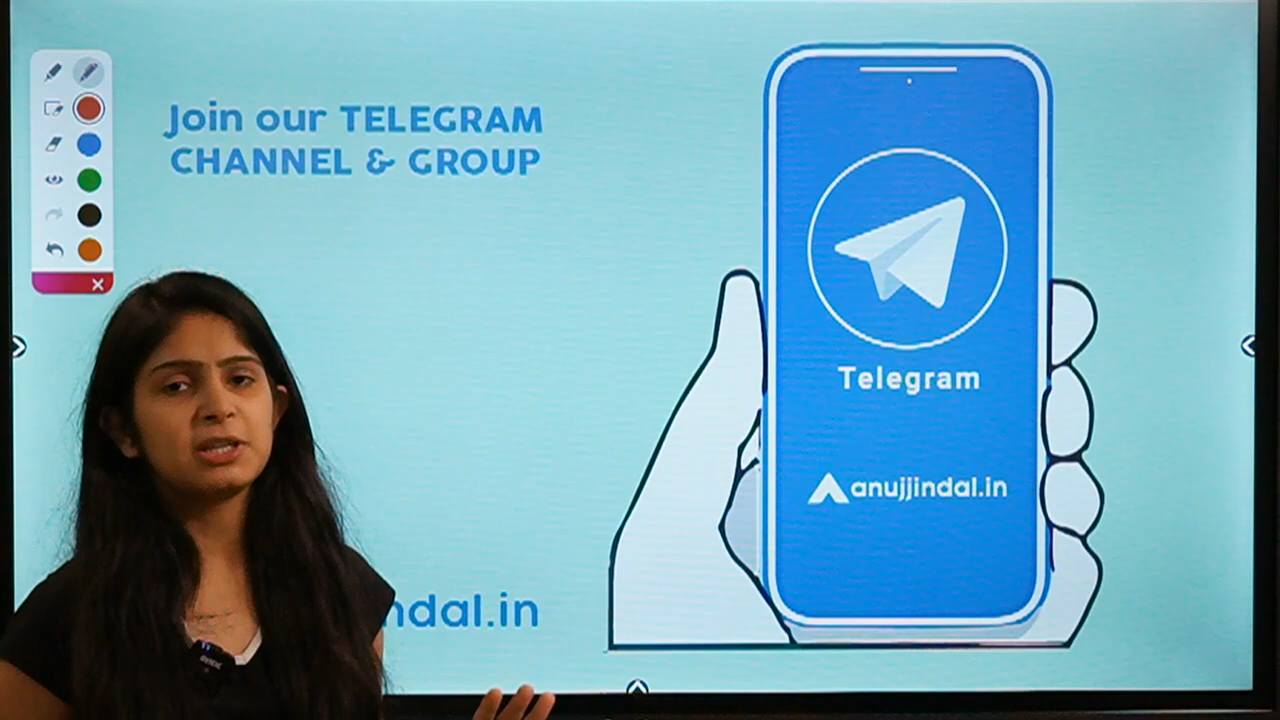 Join our TELEGRAM
CHANNEL & GROUP
Telegram
anujjindal.in
ndal.in